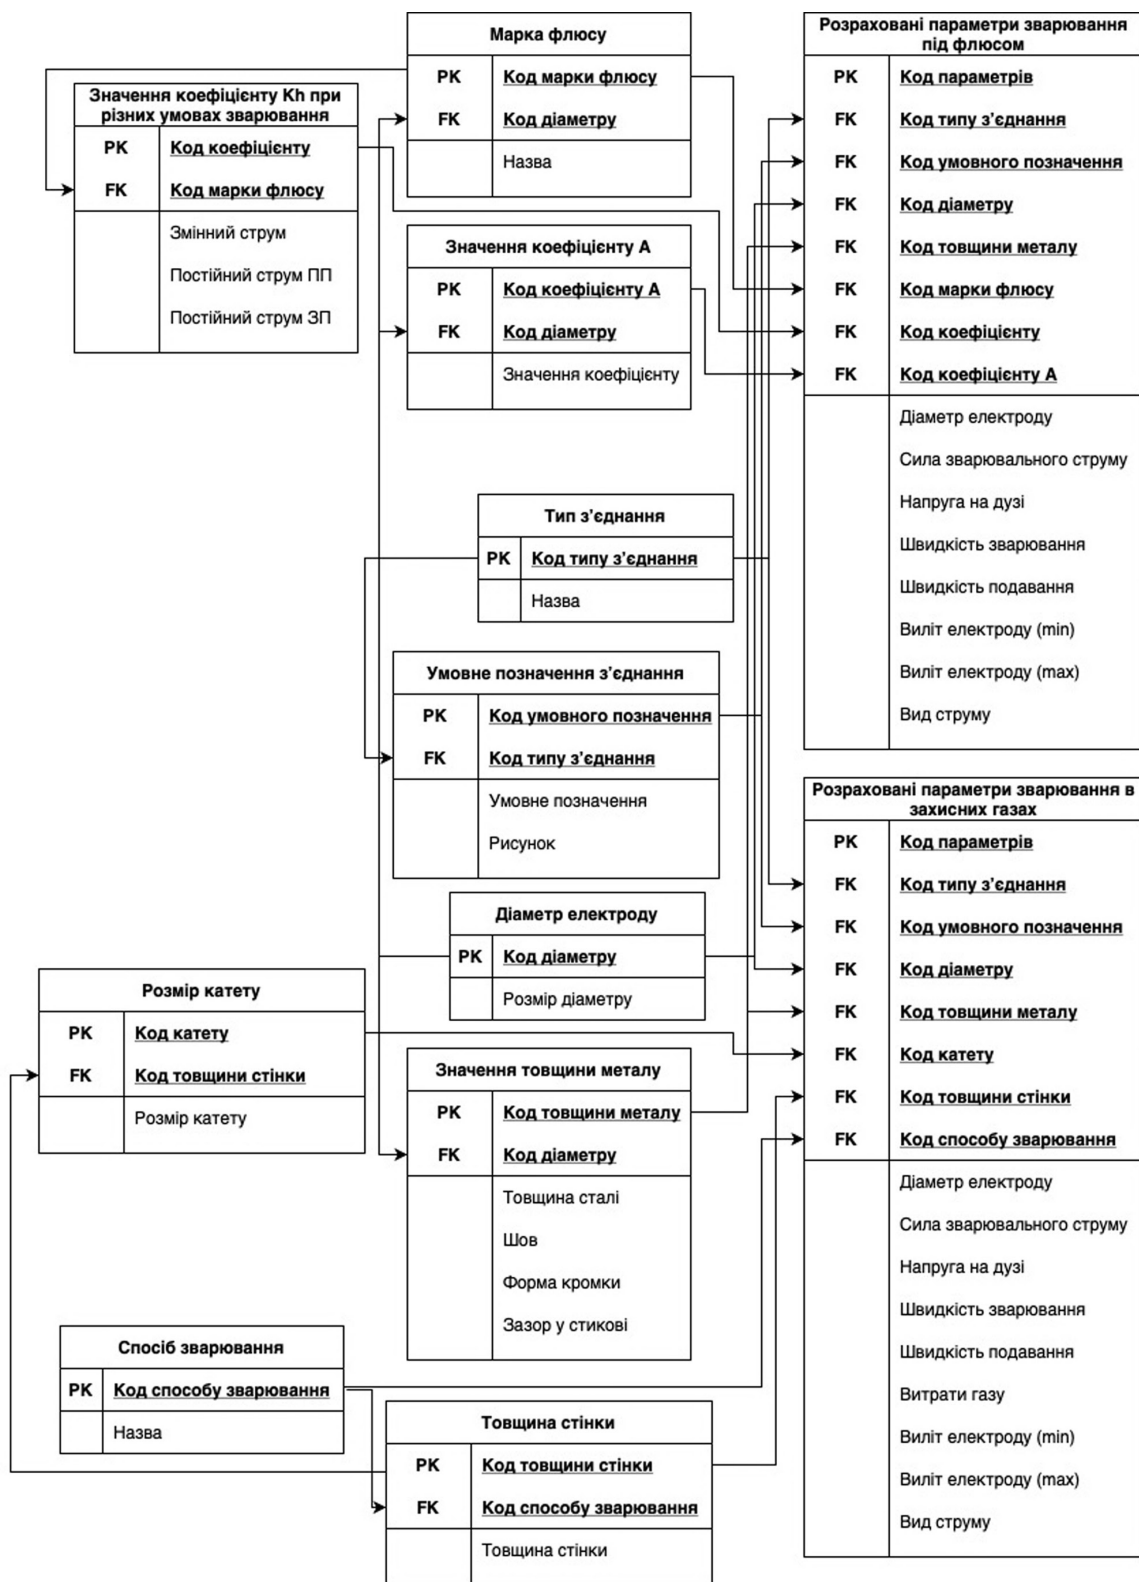 Марка флюсу
PK Код марки флюсу
FK Код діаметру
Назва
Розраховані параметри зварювання
під флюсом
PK Код параметрів
FK Код типу з’єднання
FK Код умовного позначення
FK Код діаметру
FK Код товщини металу
FK Код марки флюсу
FK Код коефіцієнту
FK Код коефіцієнту А
Діаметр електроду
Сила зварювального струму
Напруга на дузі
Швидкість зварювання
Швидкість подавання
Виліт електроду (min)
Виліт електроду (max)
Вид струму
Значення коефіцієнту Kh при
різних умовах зварювання
PK Код коефіцієнту
FK Код марки флюсу
Змінний струм
Постійний струм ПП
Постійний струм ЗП
Значення коефіцієнту А
PK Код коефіцієнту А
FK Код діаметру
Значення коефіцієнту
Тип з’єднання
PK Код типу з’єднання
Назва
Умовне позначення з’єднання
PK Код умовного позначення
FK Код типу з’єднання
Умовне позначення
Рисунок
Розраховані параметри зварювання в
захисних газах
PK Код параметрів
FK Код типу з’єднання
FK Код умовного позначення
FK Код діаметру
FK Код товщини металу
FK Код катету
FK Код товщини стінки
FK Код способу зварювання
Діаметр електроду
Сила зварювального струму
Напруга на дузі
Швидкість зварювання
Швидкість подавання
Витрати газу
Виліт електроду (min)
Виліт електроду (max)
Вид струму
Діаметр електроду
PK Код діаметру
Розмір діаметру
Розмір катету
PK Код катету
FK Код товщини стінки
Розмір катету
Значення товщини металу
PK Код товщини металу
FK Код діаметру
Товщина сталі
Шов
Форма кромки
Зазор у стикові
Спосіб зварювання
PK Код способу зварювання
Назва
Товщина стінки
PK Код товщини стінки
FK Код способу зварювання
Товщина стінки